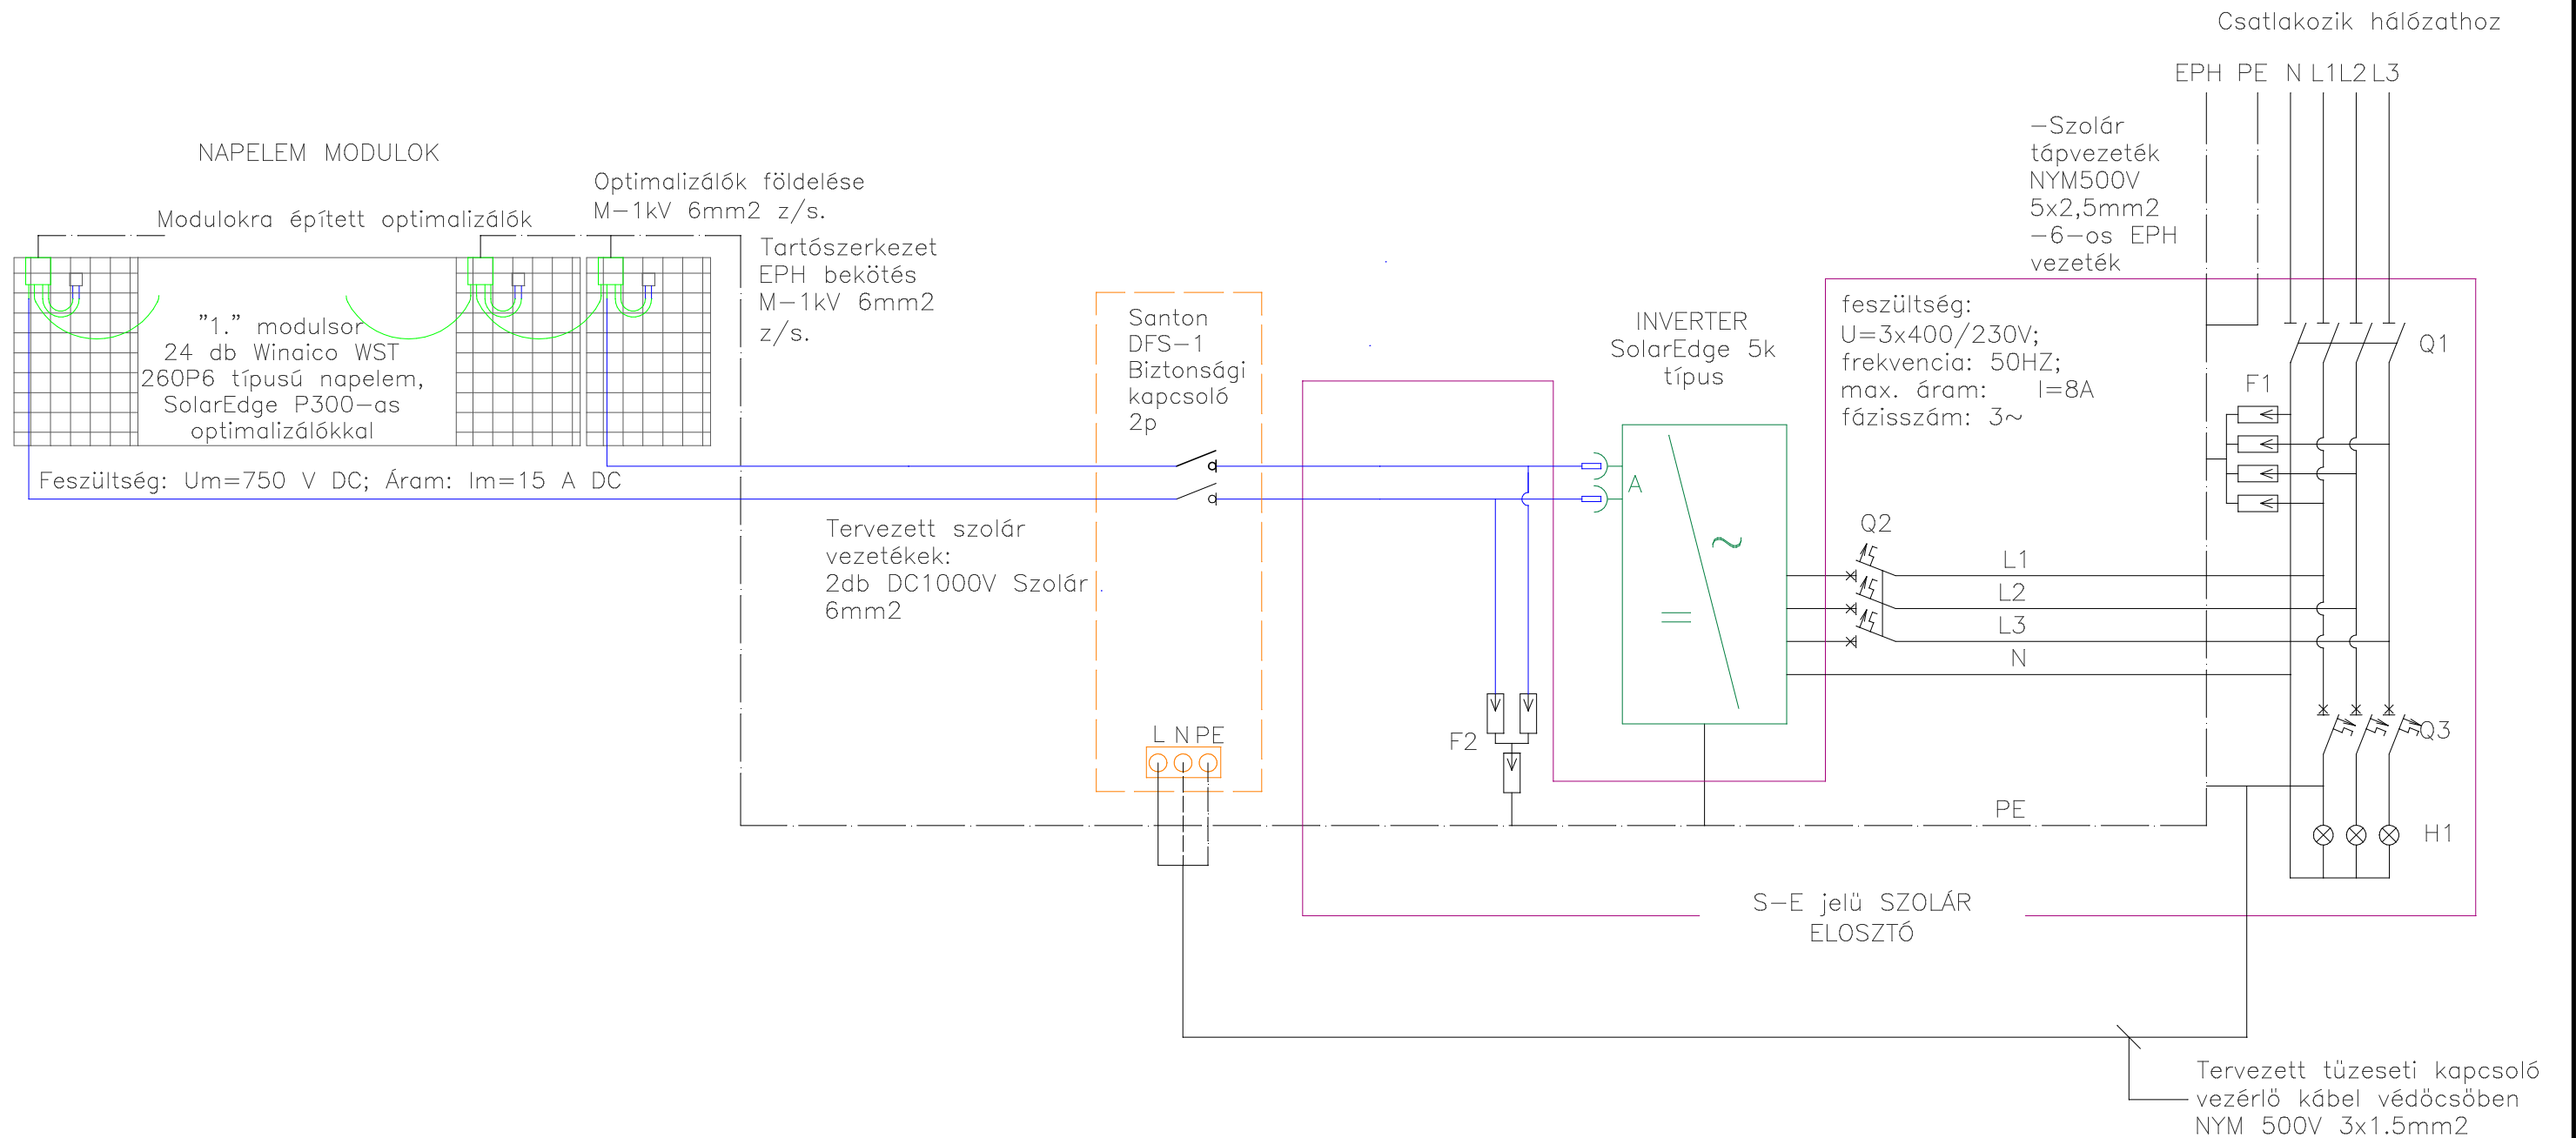 Csatlakozik hálózathoz
EPH PE N L1 L2 L3
-Szolár
tápvezeték
NYM500V
5x2,5mm2
-6-os EPH
vezeték
NAPELEM MODULOK
Optimalizálók földelése
M-1kV 6mm2 z/s.
Modulokra épített optimalizálók
Tartószerkezet
EPH bekötés
M-1kV 6mm2
z/s.
"1." modulsor
24 db Winaico WST
260P6 típusú napelem,
SolarEdge P300-as
optimalizálókkal
Feszültség: Um=750 V DC; Áram: Im=15 A DC
Tervezett szolár
vezetékek:
2db DC1000V Szolár
6mm2
Santon
DFS-1
Biztonsági
kapcsoló
2p
L N PE
INVERTER
SolarEdge 5k
típus
A
~
=
F2
feszültség:
U=3x400/230V;
frekvencia: 50HZ;
max. áram: I=8A
fázisszám: 3~
Q1
F1
Q2
L1
L2
L3
N
Q3
PE
H1
S-E jelü SZOLÁR
ELOSZTÓ
Tervezett tüzeseti kapcsoló
vezérlö kábel védöcsöben
NYM 500V 3x1.5mm2